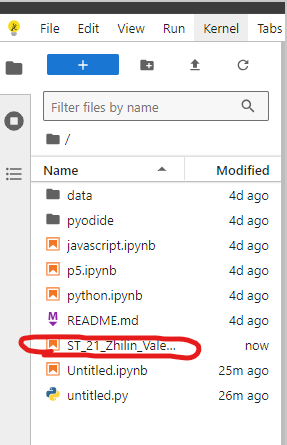 File Edit View Run Kernel Tabs
+
Filter files by name
/
Name Modified
data 4d ago
pyodide 4d ago
javascript.ipynb 4d ago
p5.ipynb 4d ago
python.ipynb 4d ago
README.md 4d ago
ST_21_Zhilin_Vale... now
Untitled.ipynb 25m ago
untitled.py 26m ago